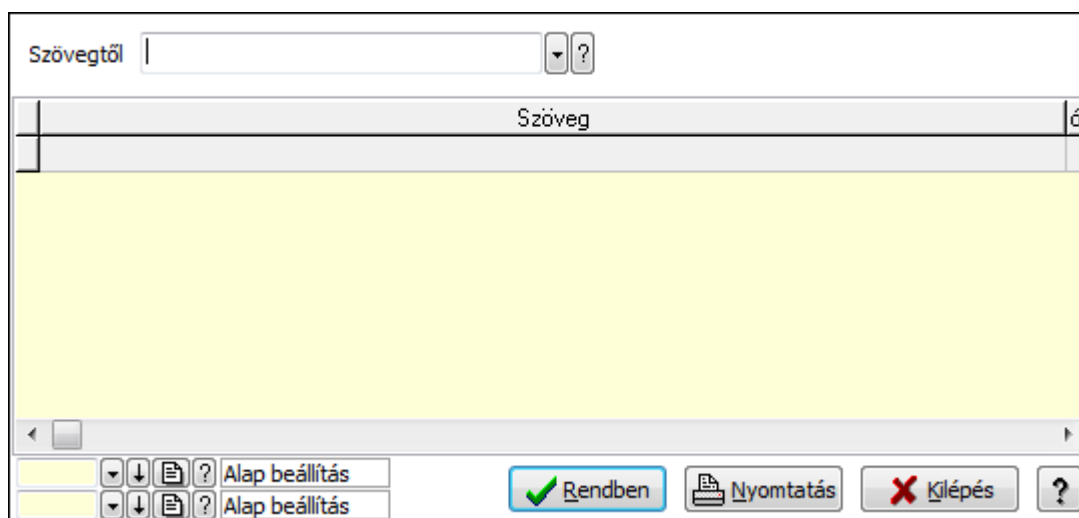 Szövegtől ?
Szöveg
? Alap beállítás
? Alap beállítás
Rendben Nyomtatás Kilépés ?